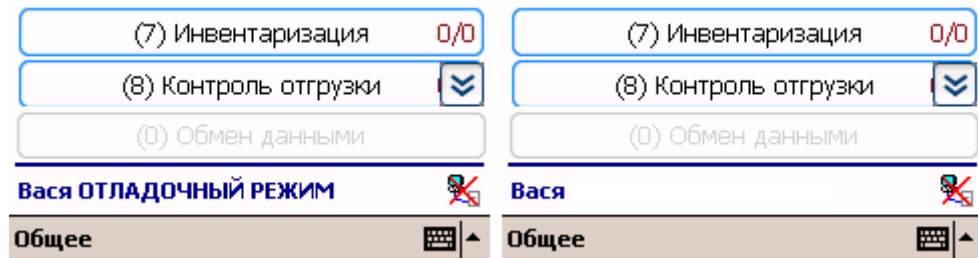 (7) Инвентаризация 0/0
(8) Контроль отгрузки
(0) Обмен данными
Вася ОТЛАДОЧНЫЙ РЕЖИМ
Общее
(7) Инвентаризация 0/0
(8) Контроль отгрузки
(0) Обмен данными
Вася
Общее